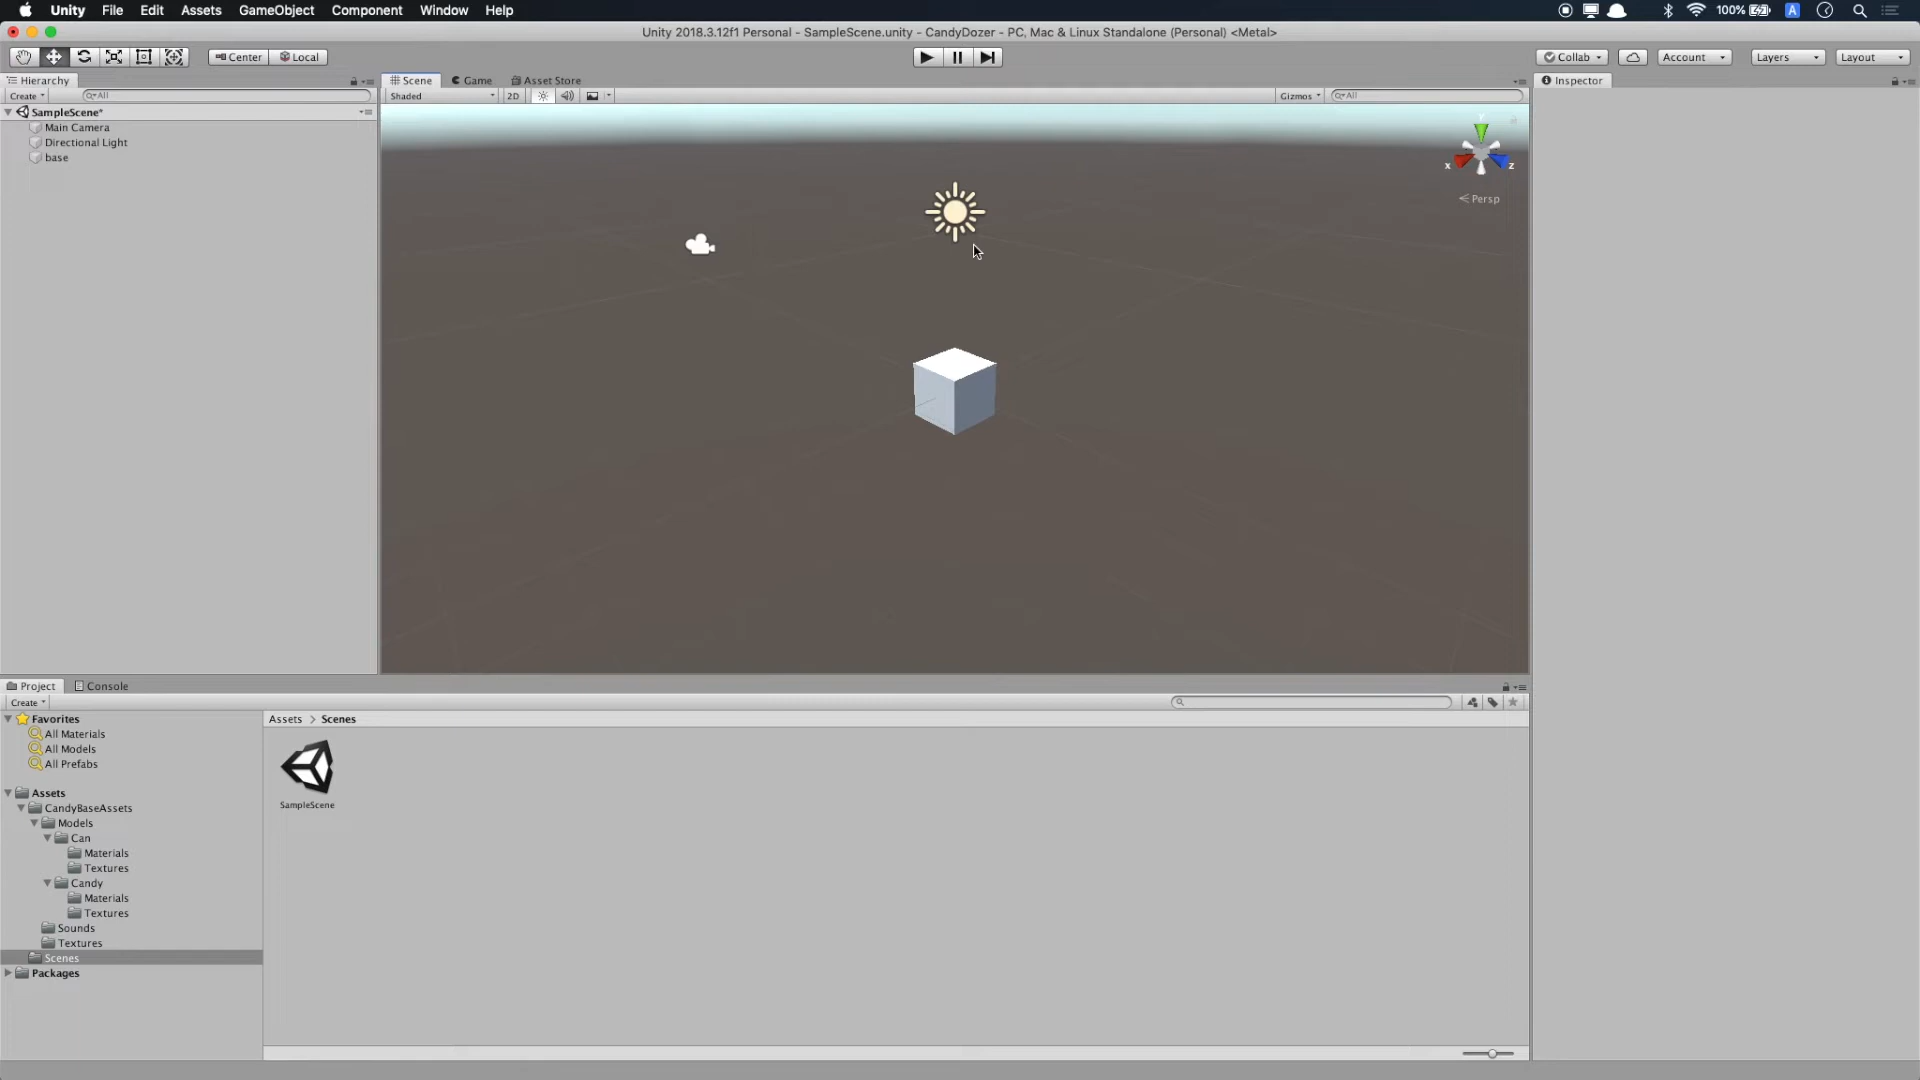 Unity File Edit Assets GameObject Component Window Help 100% A
Unity 2018.3.12f1 Personal - SampleScene.unity - CandyDozer - PC, Mac & Linux Standalone (Personal) <Metal>
Center Local Collab Account Layers Layout
Hierarchy
Create All
SampleScene*
Main Camera
Directional Light
base
Scene Game Asset Store
Shaded 2D Gizmos All
y
x z
Persp
Inspector
Project Console
Create
Favorites
All Materials
All Models
All Prefabs
Assets
CandyBaseAssets
Models
Can
Materials
Textures
Candy
Materials
Textures
Sounds
Textures
Scenes
Packages
Assets > Scenes
SampleScene